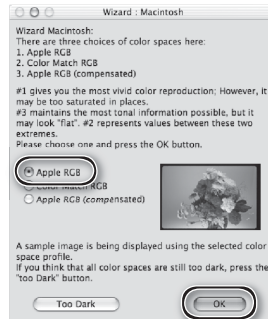 Wizard : Macintosh
Wizard Macintosh:
There are three choices of color spaces here:
1. Apple RGB
2. Color Match RGB
3. Apple RGB (compensated)
#1 gives you the most vivid color reproduction; However, it
may be too saturated in places.
#3 maintains the most tonal information possible, but it
may look "flat". #2 represents values between these two
extremes.
Please choose one and press the OK button.
Apple RGB
Color Match RGB
Apple RGB (compensated)
A sample image is being displayed using the selected color
space profile.
If you think that all color spaces are still too dark, press the
"too Dark" button.
Too Dark
OK